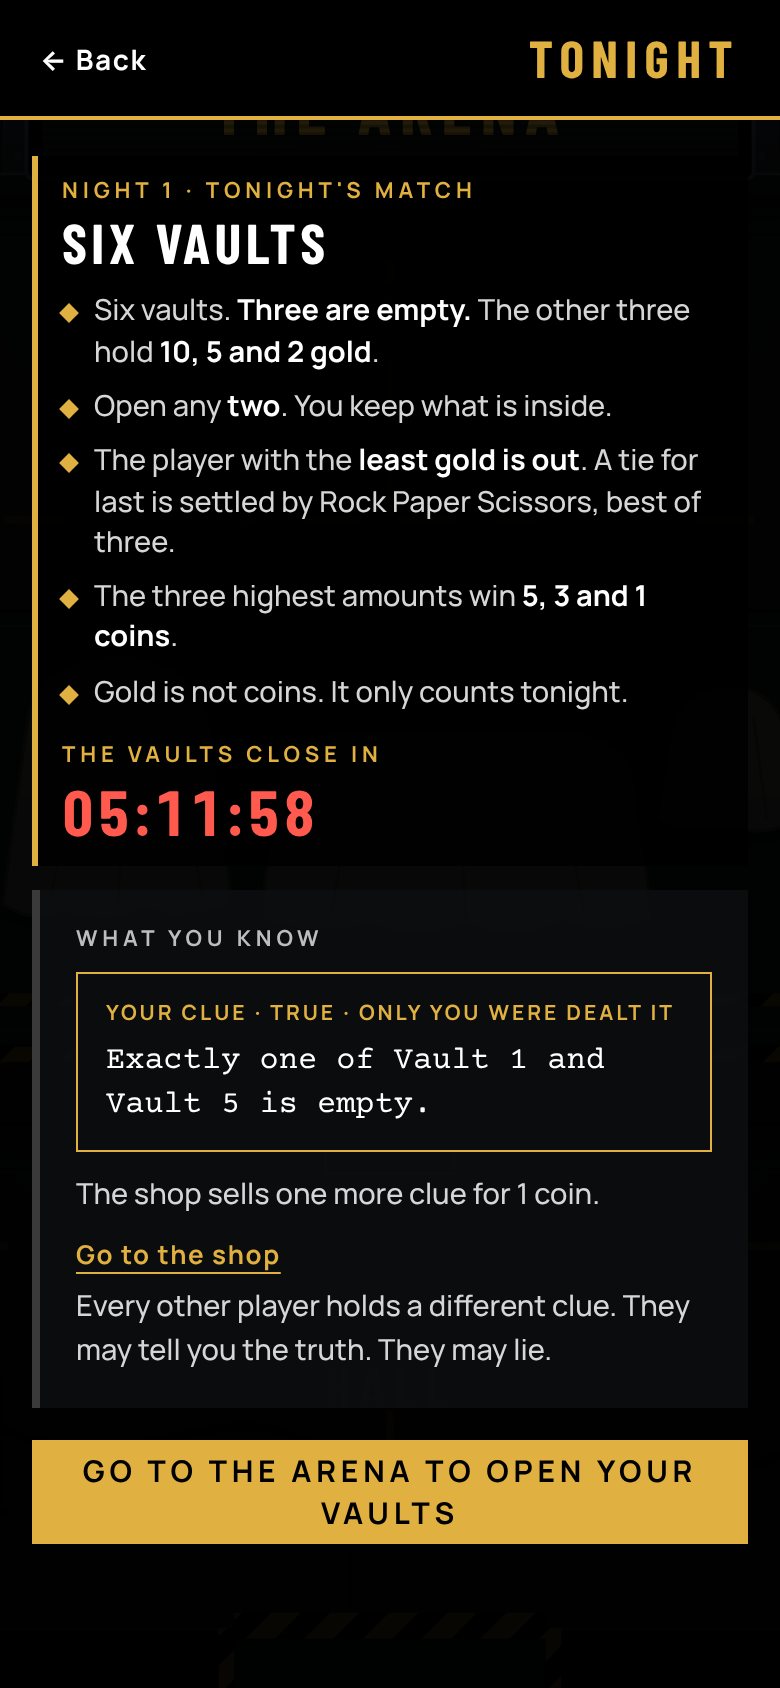 ← Back
TONIGHT
THE ARENA
NIGHT 1 · TONIGHT'S MATCH
SIX VAULTS
◆ Six vaults. Three are empty. The other three
hold 10, 5 and 2 gold.
◆ Open any two. You keep what is inside.
◆ The player with the least gold is out. A tie for
last is settled by Rock Paper Scissors, best of
three.
◆ The three highest amounts win 5, 3 and 1
coins.
◆ Gold is not coins. It only counts tonight.
THE VAULTS CLOSE IN
05:11:58
WHAT YOU KNOW
YOUR CLUE · TRUE · ONLY YOU WERE DEALT IT
Exactly one of Vault 1 and
Vault 5 is empty.
The shop sells one more clue for 1 coin.
Go to the shop
Every other player holds a different clue. They
may tell you the truth. They may lie.
GO TO THE ARENA TO OPEN YOUR
VAULTS